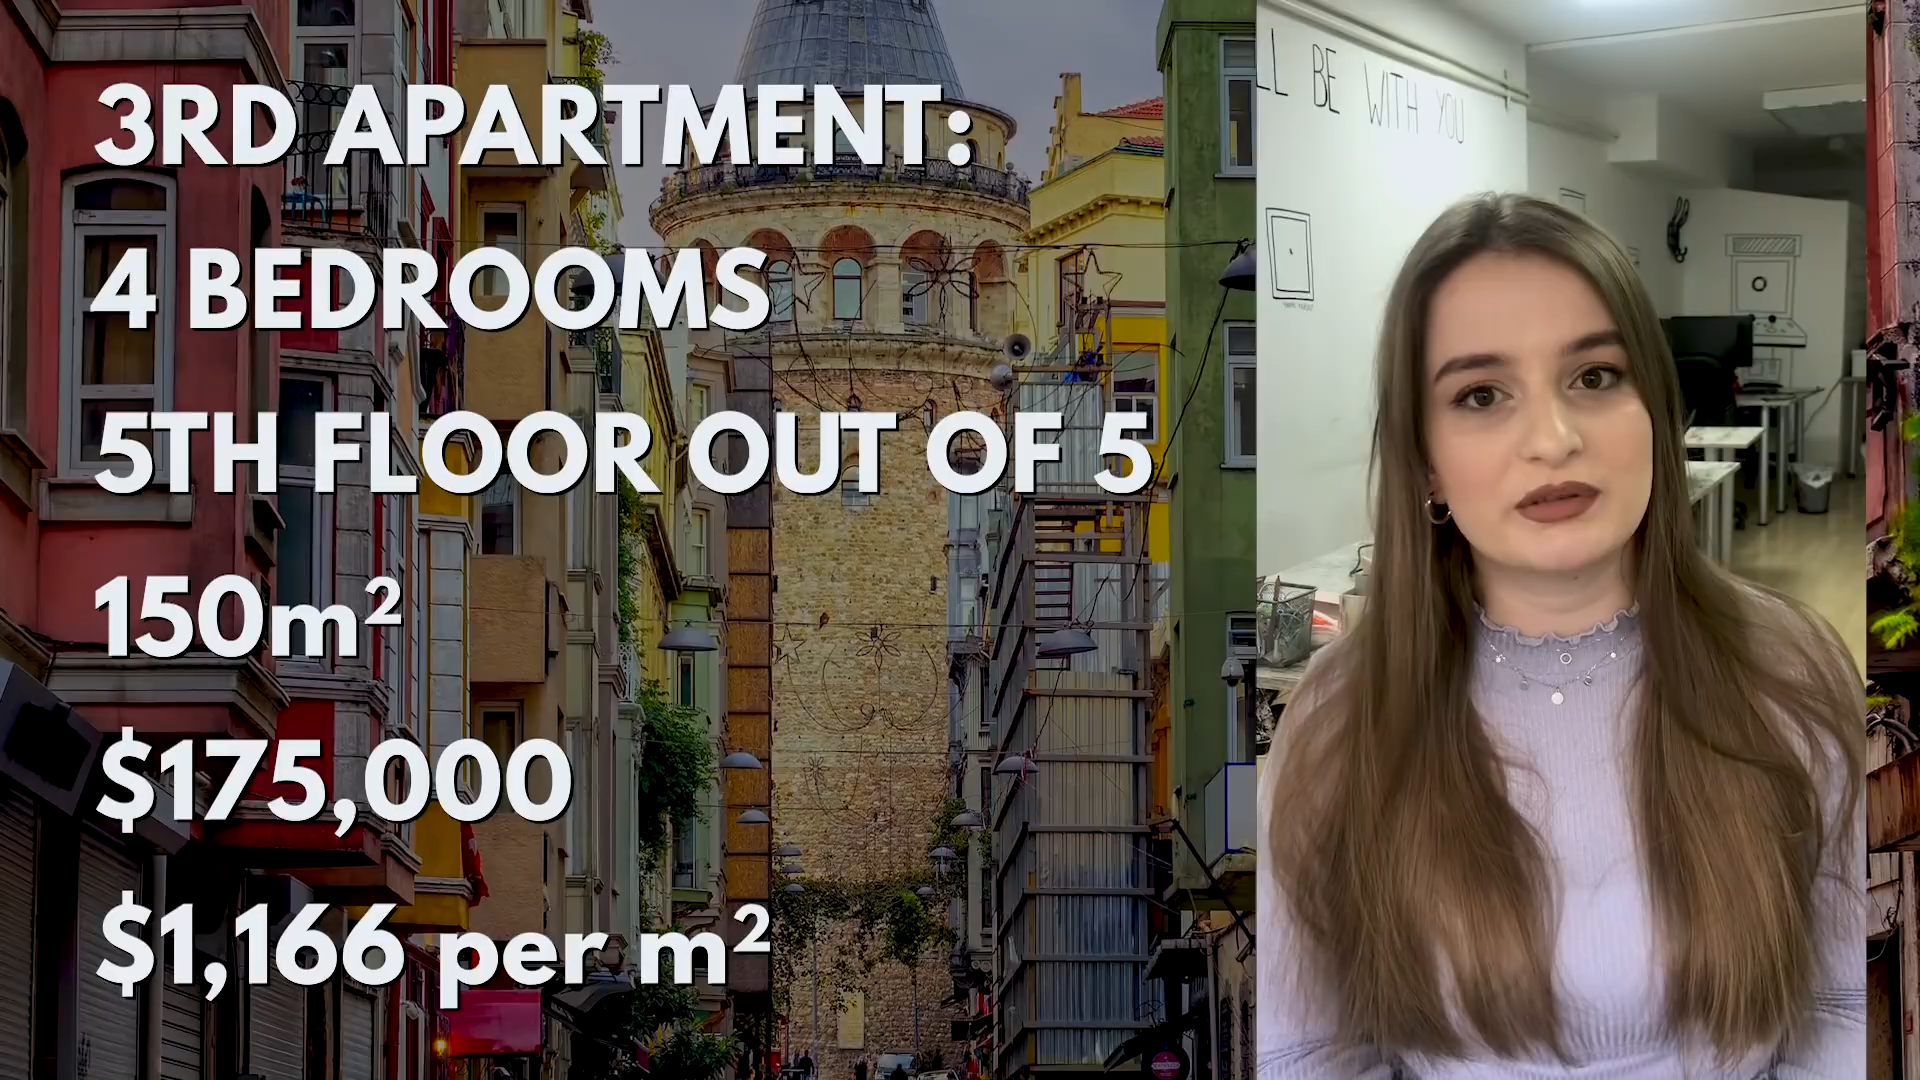 3RD APARTMENT:
4 BEDROOMS
5TH FLOOR OUT OF 5
150m²
$175,000
$1,166 per m²
LL BE WITH YOU